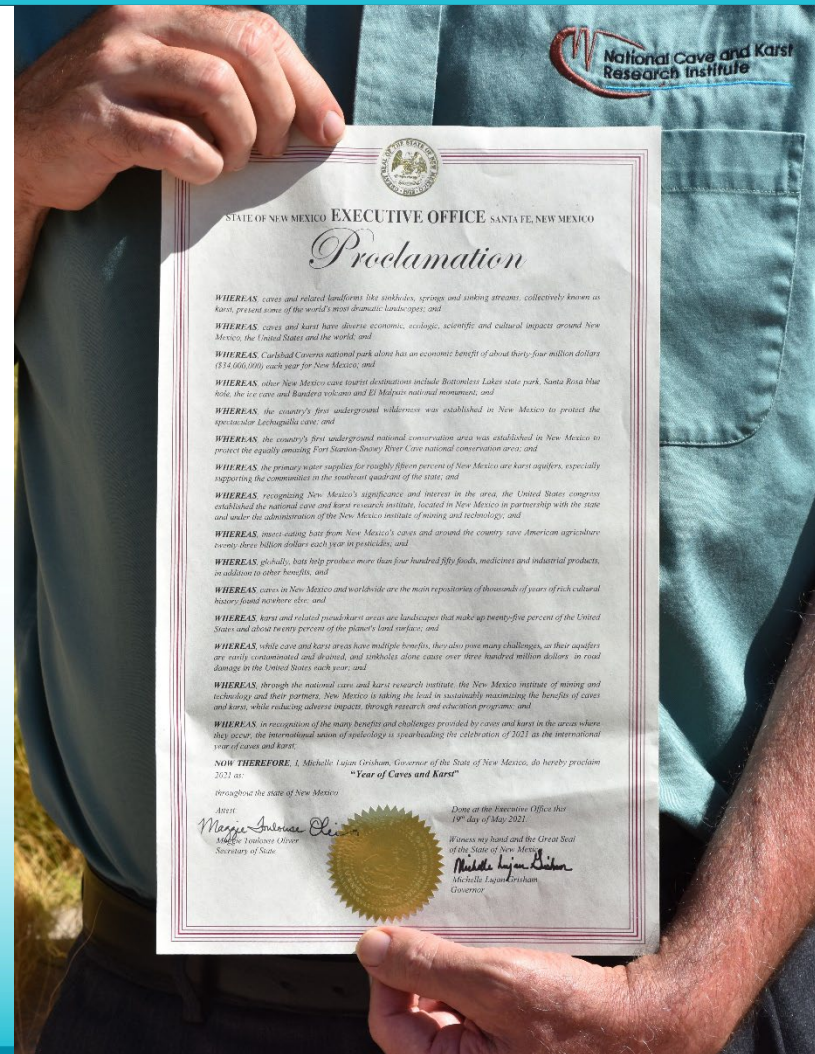 National Cave and Karst
Research Institute
GREAT SEAL OF THE STATE OF NEW MEXICO
STATE OF NEW MEXICO EXECUTIVE OFFICE SANTA FE, NEW MEXICO
Proclamation
WHEREAS, caves and related landforms like sinkholes, springs and sinking streams, collectively known as
karst, present some of the world's most dramatic landscapes; and
WHEREAS, caves and karst have diverse economic, ecologic, scientific and cultural impacts around New
Mexico, the United States and the world; and
WHEREAS, Carlsbad Caverns national park alone has an economic benefit of about thirty-four million dollars
($34,000,000) each year for New Mexico; and
WHEREAS, other New Mexico cave tourist destinations include Bottomless Lakes state park, Santa Rosa blue
hole, the ice cave and Bandera volcano and El Malpais national monument; and
WHEREAS, the country's first underground wilderness was established in New Mexico to protect the
spectacular Lechuguilla cave; and
WHEREAS, the country's first underground national conservation area was established in New Mexico to
protect the equally amazing Fort Stanton-Snowy River Cave national conservation area; and
WHEREAS, the primary water supplies for roughly fifteen percent of New Mexico are karst aquifers, especially
supporting the communities in the southeast quadrant of the state; and
WHEREAS, recognizing New Mexico's significance and interest in the area, the United States congress
established the national cave and karst research institute, located in New Mexico in partnership with the state
and under the administration of the New Mexico institute of mining and technology; and
WHEREAS, insect-eating bats from New Mexico's caves and around the country save American agriculture
twenty-three billion dollars each year in pesticides; and
WHEREAS, globally, bats help produce more than four hundred fifty foods, medicines and industrial products,
in addition to other benefits; and
WHEREAS, caves in New Mexico and worldwide are the main repositories of thousands of years of rich cultural
history found nowhere else; and
WHEREAS, karst and related pseudokarst areas are landscapes that make up twenty-five percent of the United
States and about twenty percent of the planet's land surface; and
WHEREAS, while cave and karst areas have multiple benefits, they also pose many challenges, as their aquifers
are easily contaminated and drained, and sinkholes alone cause over three hundred million dollars in road
damage in the United States each year; and
WHEREAS, through the national cave and karst research institute, the New Mexico institute of mining and
technology and their partners, New Mexico is taking the lead in sustainably maximizing the benefits of caves
and karst, while reducing adverse impacts, through research and education programs; and
WHEREAS, in recognition of the many benefits and challenges provided by caves and karst in the areas where
they occur, the international union of speleology is spearheading the celebration of 2021 as the international
year of caves and karst;
NOW THEREFORE, I, Michelle Lujan Grisham, Governor of the State of New Mexico, do hereby proclaim
2021 as: "Year of Caves and Karst"
throughout the state of New Mexico
Attest:
Maggie Toulouse Oliver
Maggie Toulouse Oliver
Secretary of State
Done at the Executive Office this
19th day of May 2021.
Witness my hand and the Great Seal
of the State of New Mexico
Michelle Lujan Grisham
Michelle Lujan Grisham
Governor